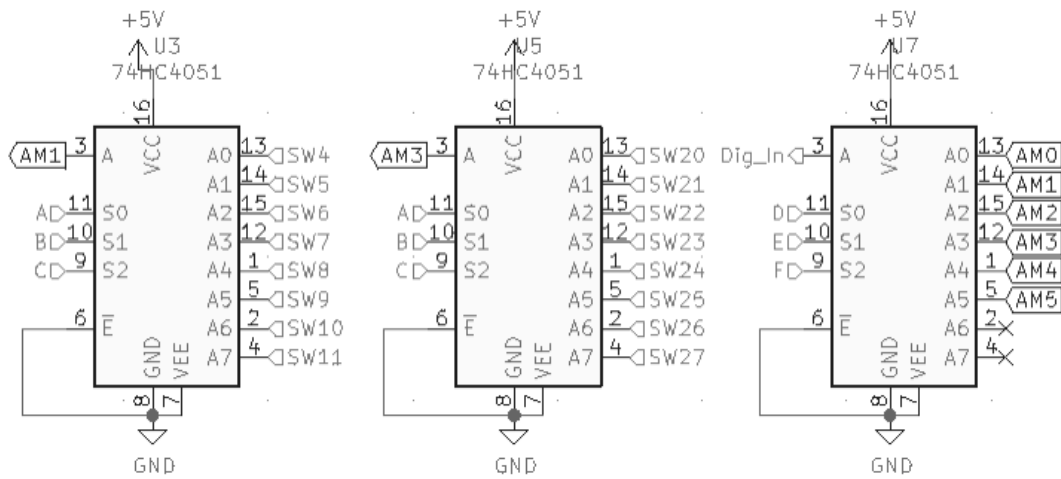 +5V
U3
74HC4051
16
VCC
AM1 3 A
A0 13 SW4
A1 14 SW5
A 11 S0
A2 15 SW6
B 10 S1
A3 12 SW7
C 9 S2
A4 1 SW8
A5 5 SW9
6 E
A6 2 SW10
A7 4 SW11
GND
VEE
8
7
GND
+5V
U5
74HC4051
16
VCC
AM3 3 A
A0 13 SW20
A1 14 SW21
A 11 S0
A2 15 SW22
B 10 S1
A3 12 SW23
C 9 S2
A4 1 SW24
A5 5 SW25
6 E
A6 2 SW26
A7 4 SW27
GND
VEE
8
7
GND
+5V
U7
74HC4051
16
VCC
Dig_In 3 A
A0 13 AM0
A1 14 AM1
D 11 S0
A2 15 AM2
E 10 S1
A3 12 AM3
F 9 S2
A4 1 AM4
A5 5 AM5
6 E
A6 2
A7 4
GND
VEE
8
7
GND